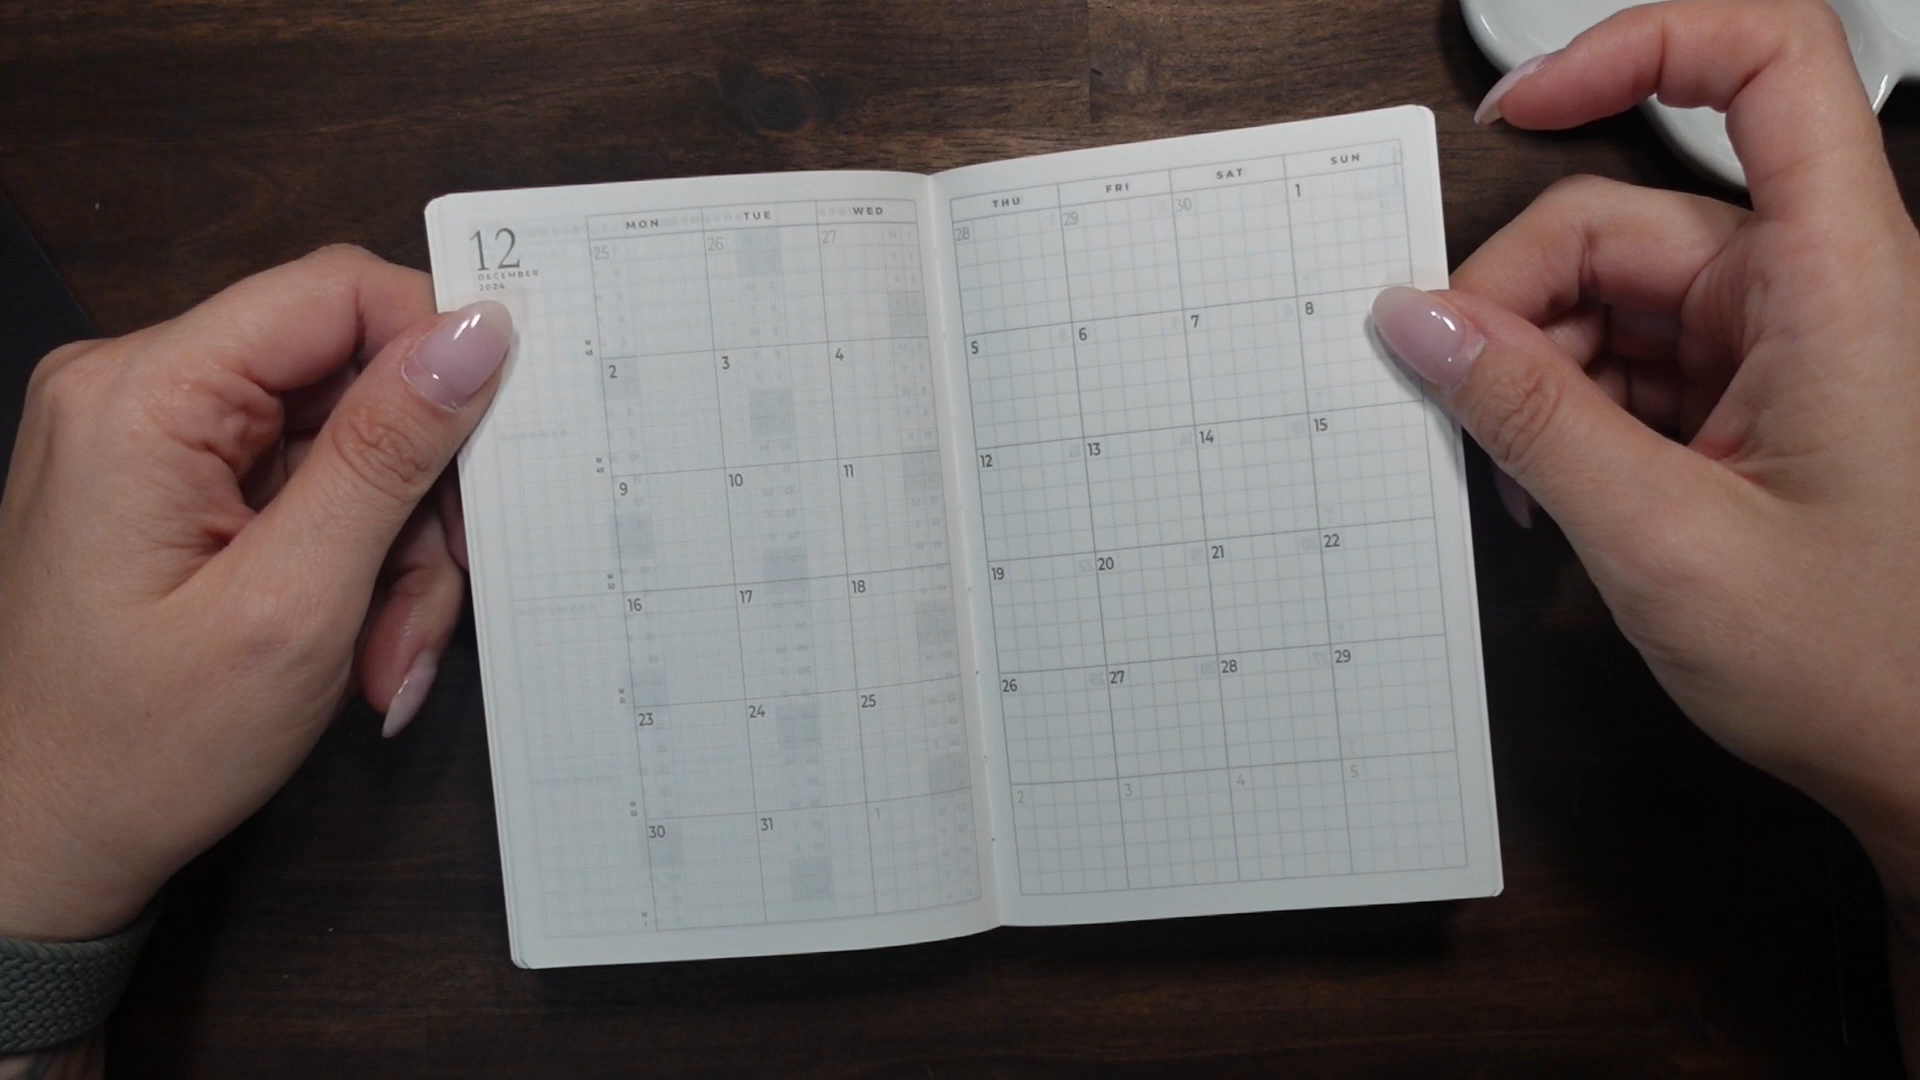 12
DECEMBER
2024
MON TUE WED THU FRI SAT SUN
25 26 27 28 29 30 1
2 3 4 5 6 7 8
9 10 11 12 13 14 15
16 17 18 19 20 21 22
23 24 25 26 27 28 29
30 31 1 2 3 4 5